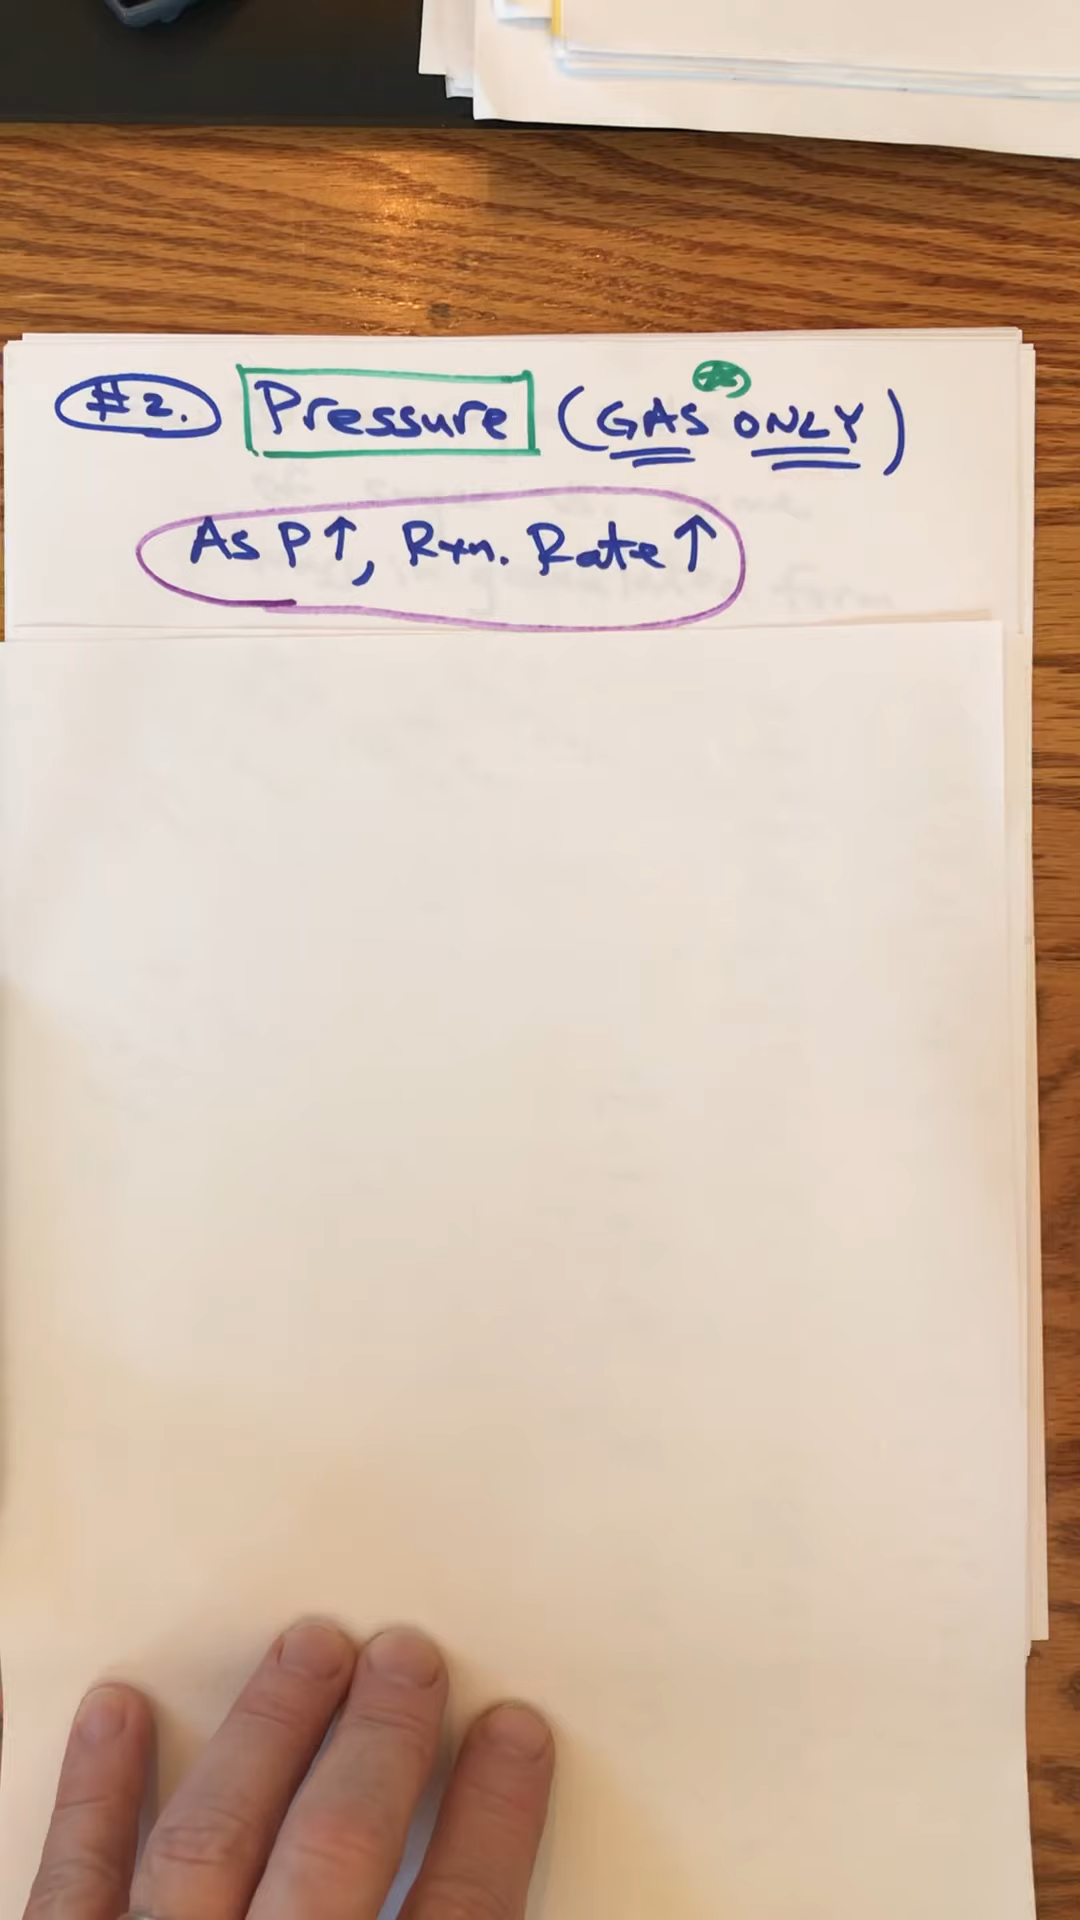 #2. Pressure (GAS ONLY)
As P↑, Rxn. Rate↑